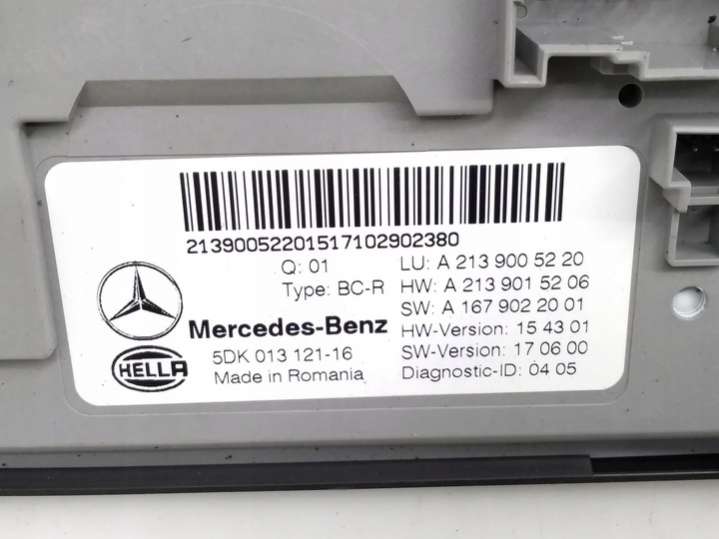 2139005220151710290 2380
Q: 01
Type: BC-R
LU: A 213 900 52 20
HW: A 213 901 52 06
SW: A 167 902 20 01
Mercedes-Benz
HW-Version: 15 43 01
5DK 013 121-16
SW-Version: 17 06 00
HELLA
Made in Romania
Diagnostic-ID: 04 05